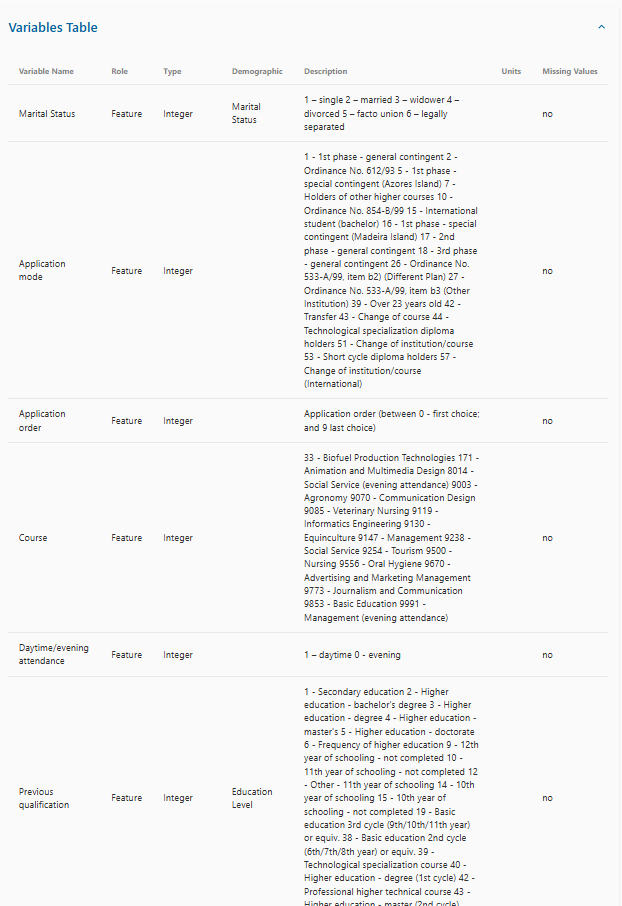 Variables Table
Variable Name Role Type Demographic Description Units Missing Values
Marital Status Feature Integer Marital Status 1 – single 2 – married 3 – widower 4 –
divorced 5 – facto union 6 – legally
separated
no
Application mode Feature Integer
1 - 1st phase - general contingent 2 -
Ordinance No. 612/93 5 - 1st phase -
special contingent (Azores Island) 7 -
Holders of other higher courses 10 -
Ordinance No. 854-B/99 15 - International
student (bachelor) 16 - 1st phase - special
contingent (Madeira Island) 17 - 2nd
phase - general contingent 18 - 3rd phase
- general contingent 26 - Ordinance No.
533-A/99, item b2) (Different Plan) 27 -
Ordinance No. 533-A/99, item b3 (Other
Institution) 39 - Over 23 years old 42 -
Transfer 43 - Change of course 44 -
Technological specialization diploma
holders 51 - Change of institution/course
53 - Short cycle diploma holders 57 -
Change of institution/course
(International)
no
Application order Feature Integer
Application order (between 0 - first choice;
and 9 last choice)
no
Course Feature Integer
33 - Biofuel Production Technologies 171 -
Animation and Multimedia Design 8014 -
Social Service (evening attendance) 9003 -
Agronomy 9070 - Communication Design
9085 - Veterinary Nursing 9119 -
Informatics Engineering 9130 -
Equinculture 9147 - Management 9238 -
Social Service 9254 - Tourism 9500 -
Nursing 9556 - Oral Hygiene 9670 -
Advertising and Marketing Management
9773 - Journalism and Communication
9853 - Basic Education 9991 -
Management (evening attendance)
no
Daytime/evening attendance Feature Integer 1 – daytime 0 - evening no
Previous qualification Feature Integer Education Level
1 - Secondary education 2 - Higher
education - bachelor's degree 3 - Higher
education - degree 4 - Higher education -
master's 5 - Higher education - doctorate
6 - Frequency of higher education 9 - 12th
year of schooling - not completed 10 -
11th year of schooling - not completed 12
- Other - 11th year of schooling 14 - 10th
year of schooling 15 - 10th year of
schooling - not completed 19 - Basic
education 3rd cycle (9th/10th/11th year)
or equiv. 38 - Basic education 2nd cycle
(6th/7th/8th year) or equiv. 39 -
Technological specialization course 40 -
Higher education - degree (1st cycle) 42 -
Professional higher technical course 43 -
Higher education - master (2nd cycle)
no